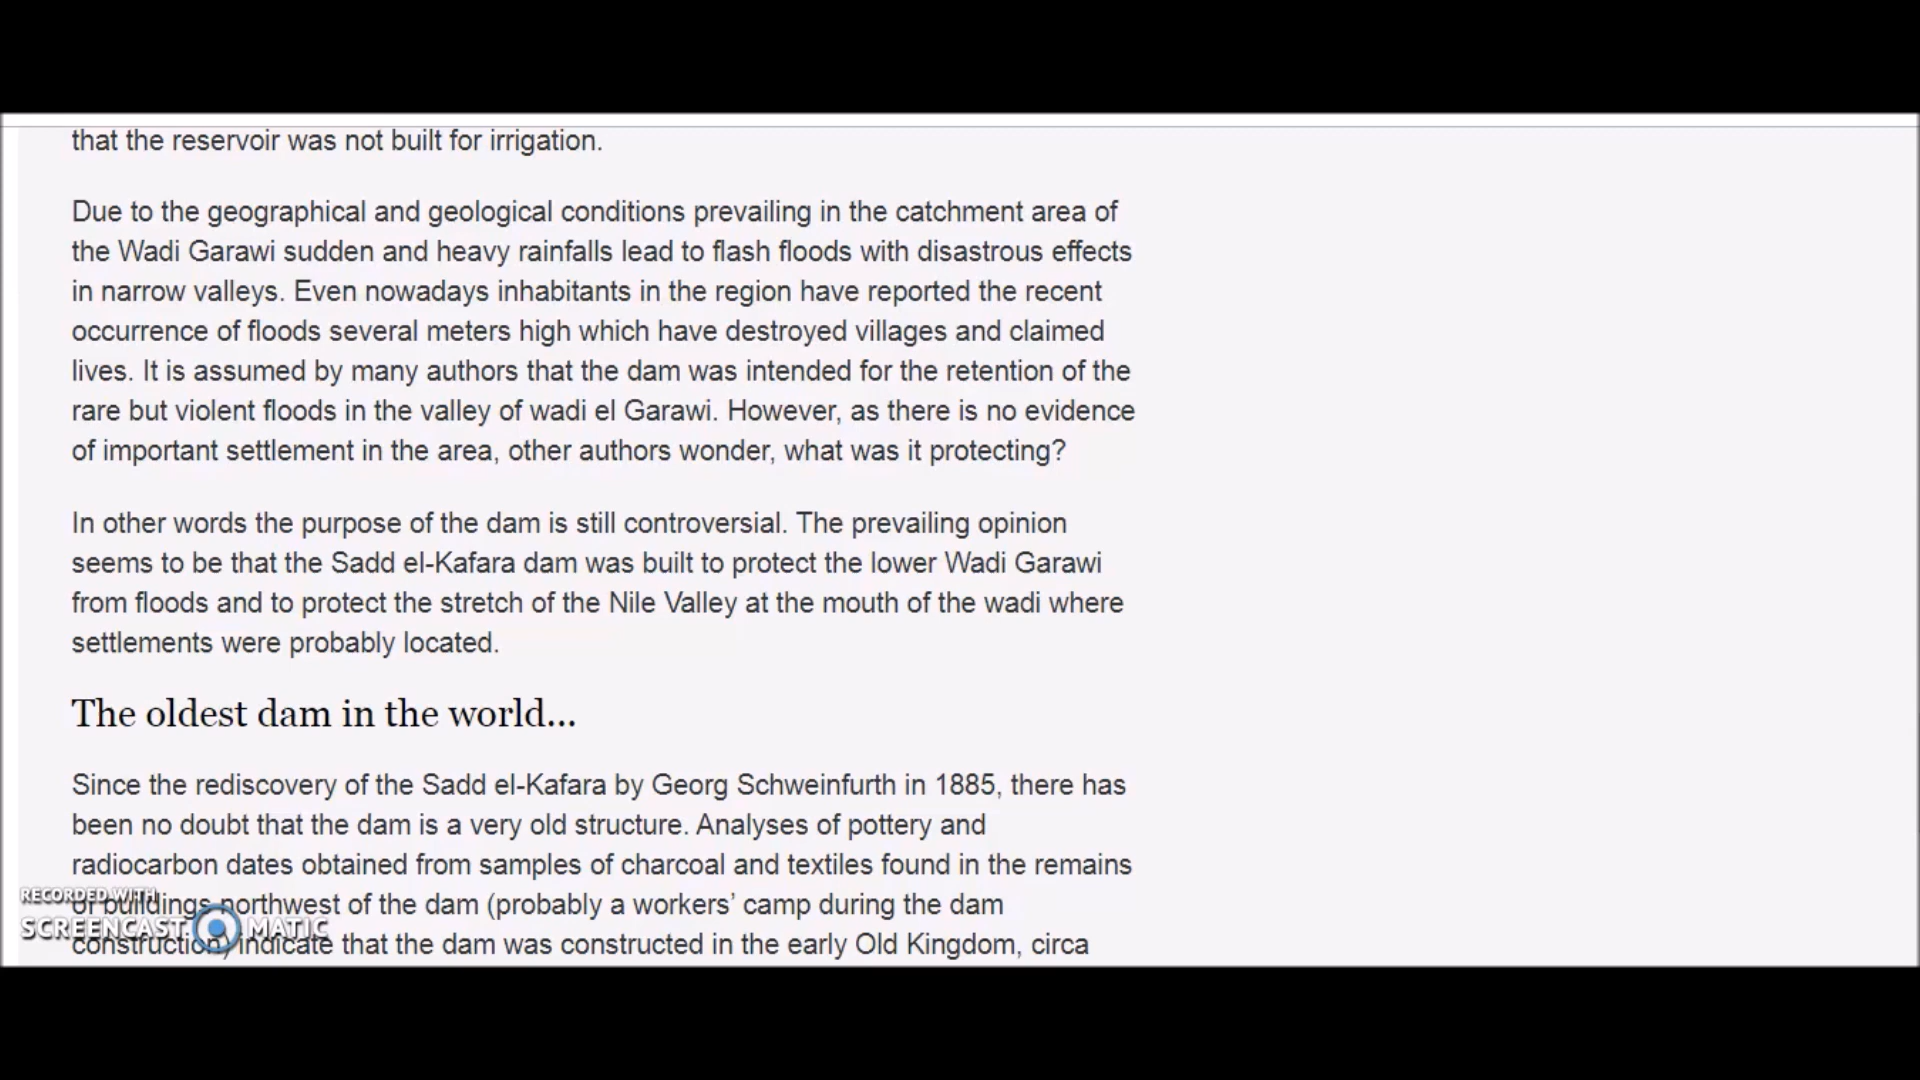 that the reservoir was not built for irrigation.
Due to the geographical and geological conditions prevailing in the catchment area of
the Wadi Garawi sudden and heavy rainfalls lead to flash floods with disastrous effects
in narrow valleys. Even nowadays inhabitants in the region have reported the recent
occurrence of floods several meters high which have destroyed villages and claimed
lives. It is assumed by many authors that the dam was intended for the retention of the
rare but violent floods in the valley of wadi el Garawi. However, as there is no evidence
of important settlement in the area, other authors wonder, what was it protecting?
In other words the purpose of the dam is still controversial. The prevailing opinion
seems to be that the Sadd el-Kafara dam was built to protect the lower Wadi Garawi
from floods and to protect the stretch of the Nile Valley at the mouth of the wadi where
settlements were probably located.
The oldest dam in the world...
Since the rediscovery of the Sadd el-Kafara by Georg Schweinfurth in 1885, there has
been no doubt that the dam is a very old structure. Analyses of pottery and
radiocarbon dates obtained from samples of charcoal and textiles found in the remains
of buildings northwest of the dam (probably a workers’ camp during the dam
construction) indicate that the dam was constructed in the early Old Kingdom, circa
RECORDED WITH
SCREENCAST MATIC